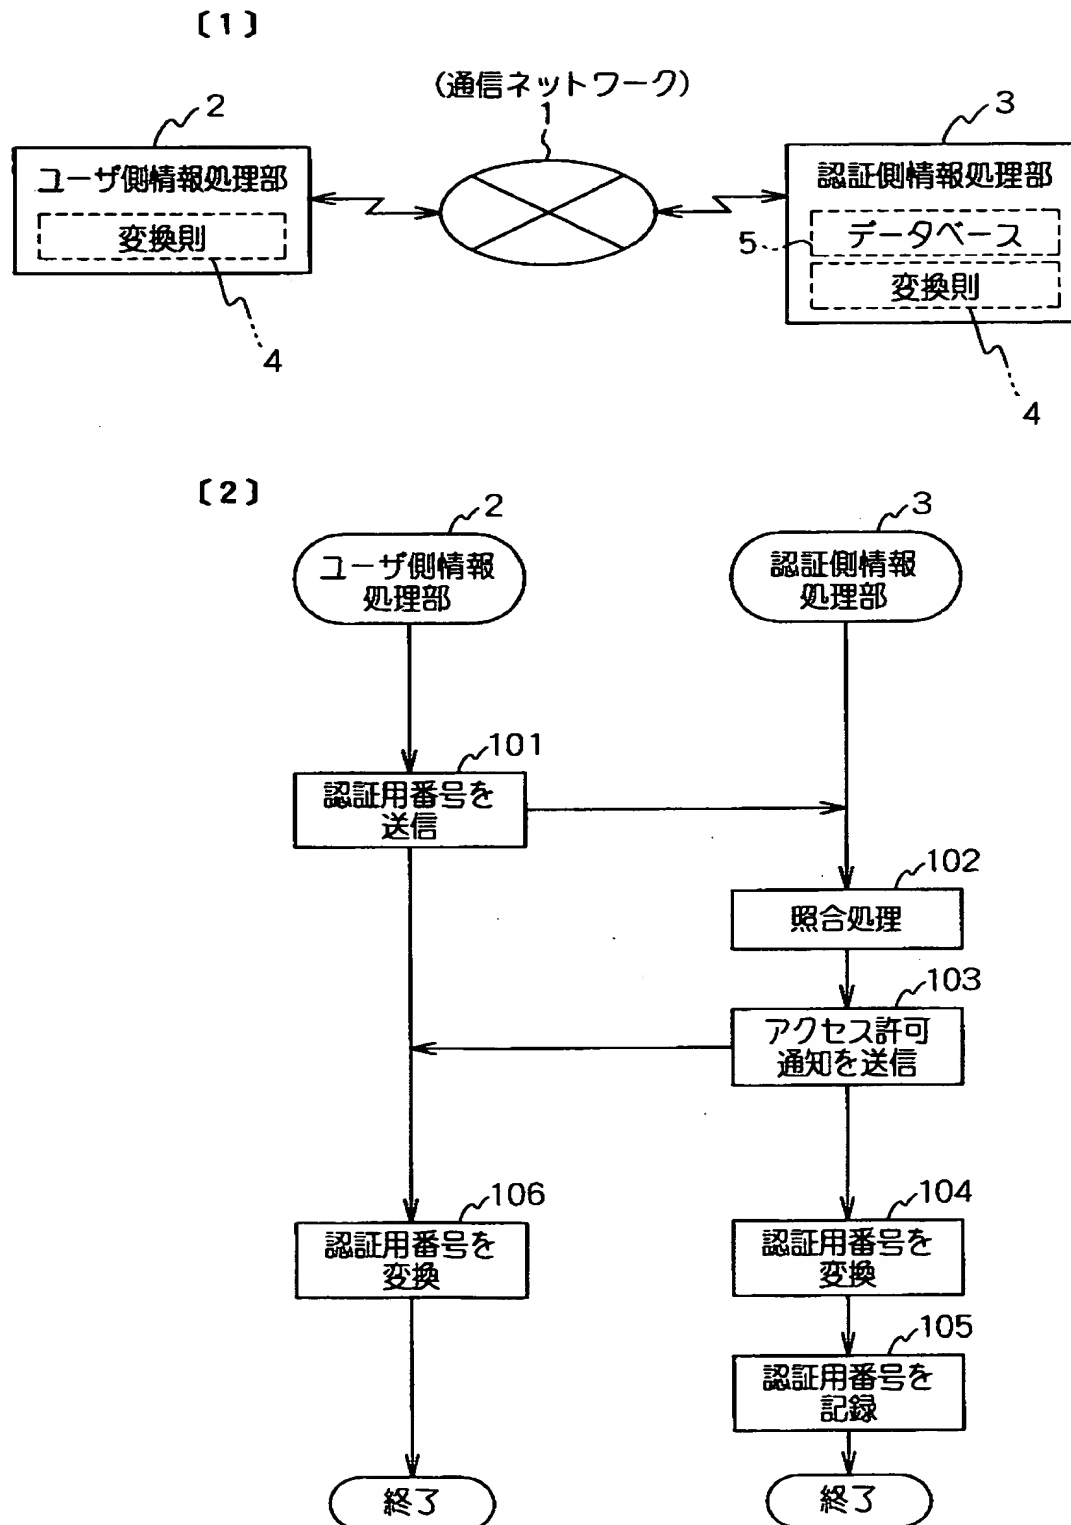 〔1〕
(通信ネットワーク)
1
2
ユーザ側情報処理部
変換則
4
3
認証側情報処理部
5
データベース
変換則
4
〔2〕
2
ユーザ側情報
処理部
3
認証側情報
処理部
101
認証用番号を
送信
102
照合処理
103
アクセス許可
通知を送信
106
認証用番号を
変換
104
認証用番号を
変換
105
認証用番号を
記録
終了
終了